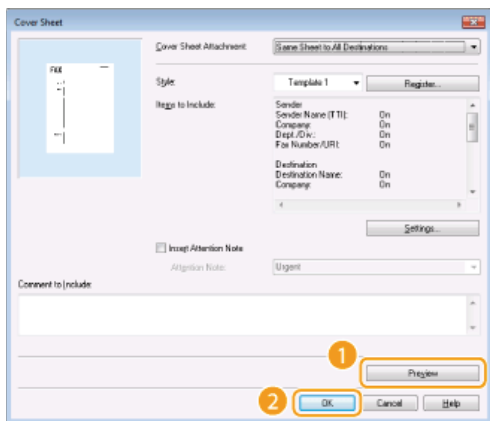 Cover Sheet
Cover Sheet Attachment:
Same Sheet to All Destinations
FAX
Style:
Template 1
Register...
Items to Include:
Sender
Sender Name (TTI): On
Company: On
Dept./Div.: On
Fax Number/URI: On
Destination
Destination Name: On
Company: On
Settings...
Insert Attention Note
Attention Note:
Urgent
Comment to Include:
1
Preview
2
OK
Cancel
Help